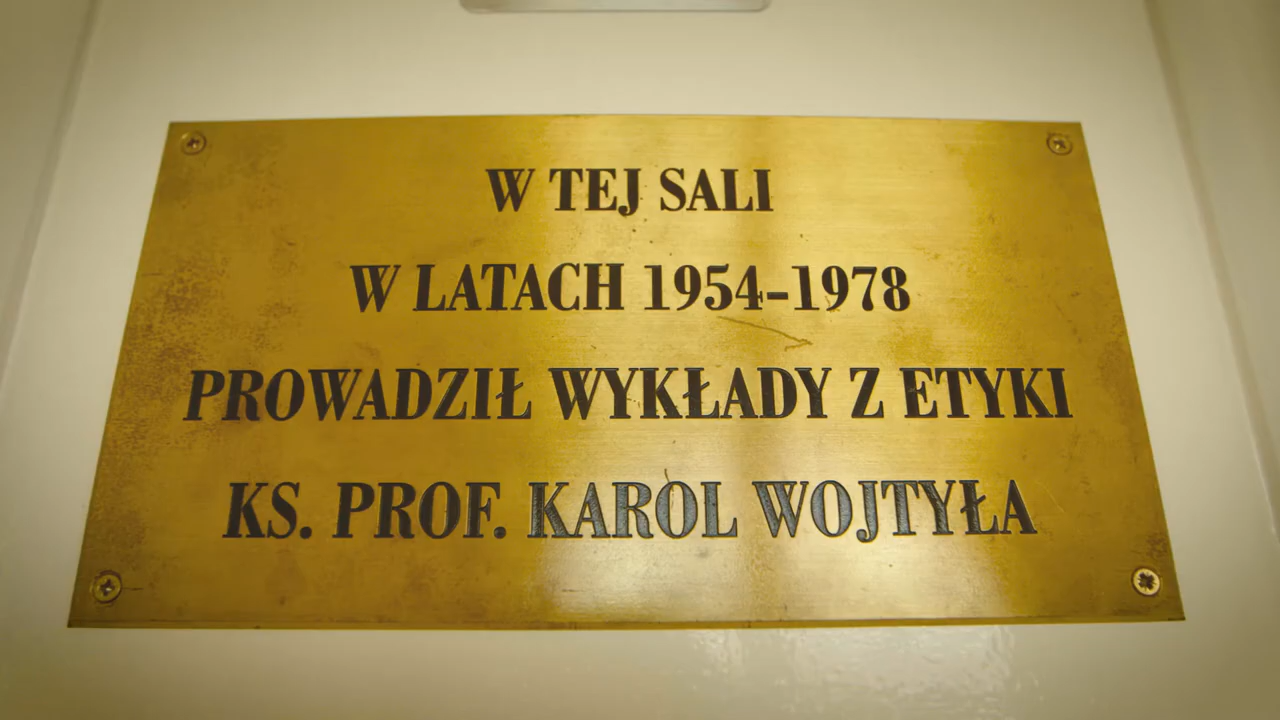 W TEJ SALI
W LATACH 1954-1978
PROWADZIŁ WYKŁADY Z ETYKI
KS. PROF. KAROL WOJTYŁA